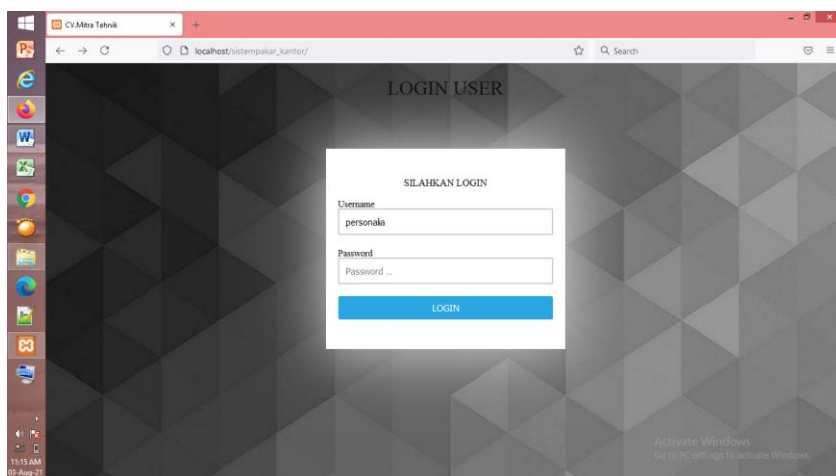 CV.Mitra Tehnik
localhost/sistempakar_kantor/
Search
LOGIN USER
SILAHKAN LOGIN
Username
personalia
Password
Password ...
LOGIN
Activate Windows
Go to PC settings to activate Windows.
11:15 AM
03-Aug-21